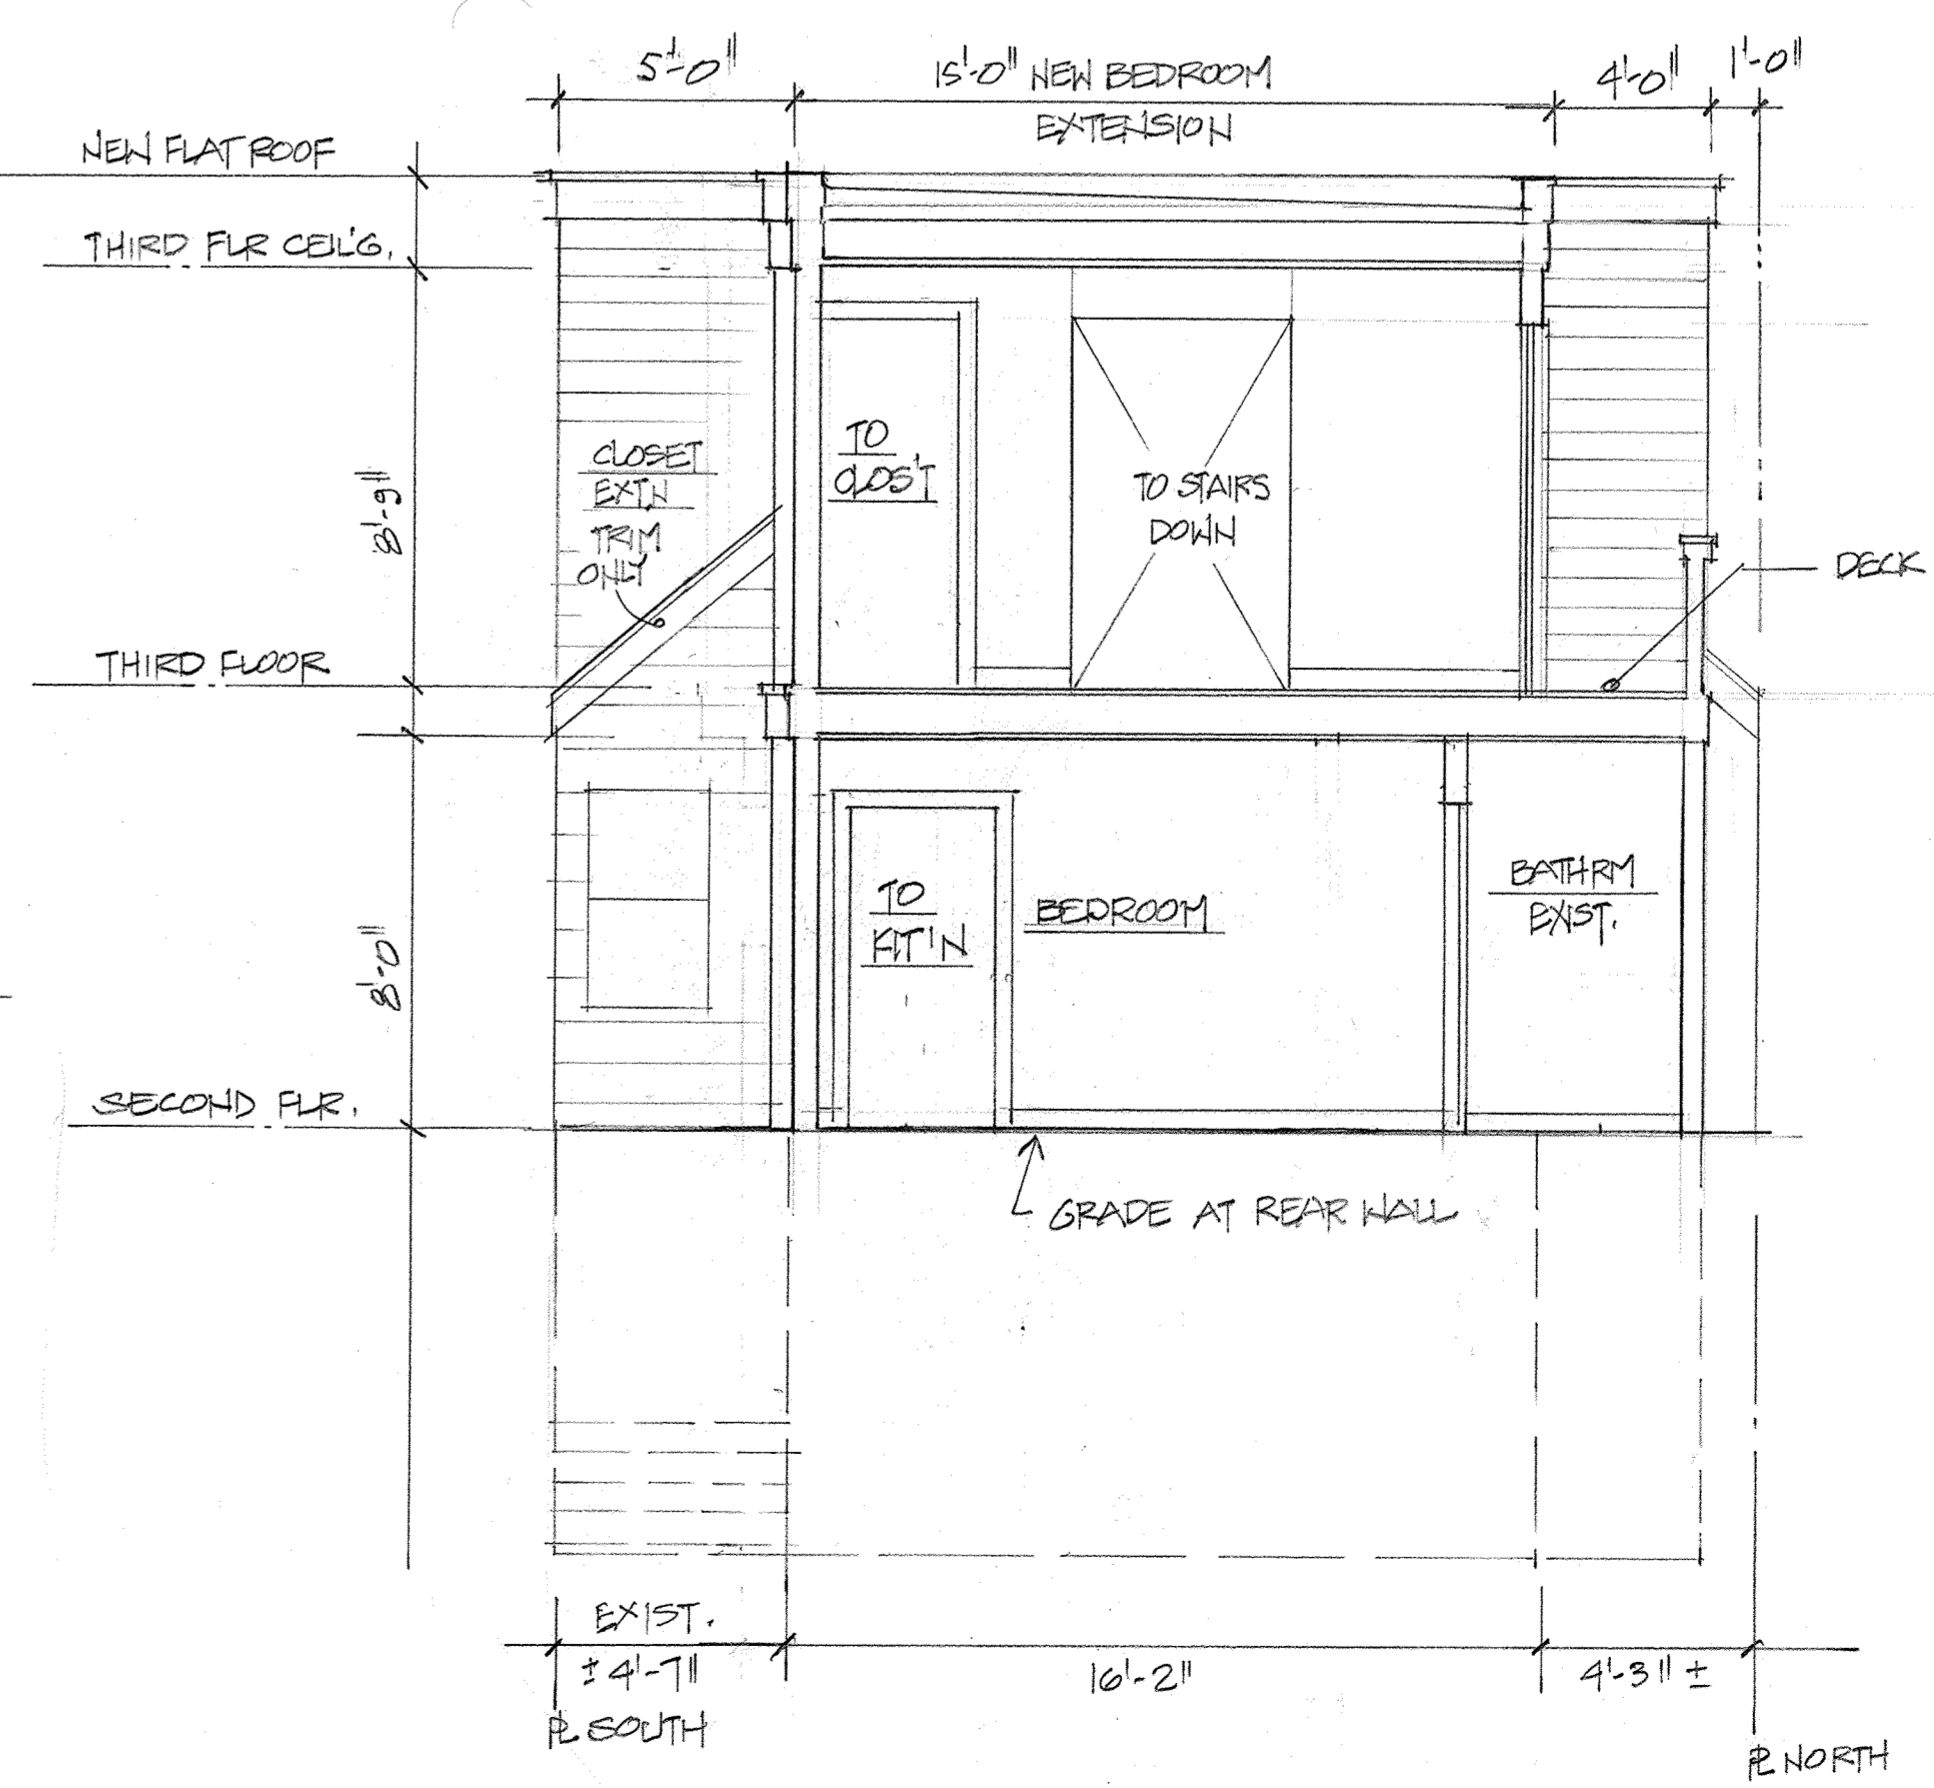 5'-0"
15'-0" NEW BEDROOM
EXTENSION
4'-0"
1'-0"
NEW FLAT ROOF
THIRD FLR CEIL'G.
8'-9"
CLOSET
EXT'N
TRIM
ONLY
TO
CLOS'T
TO STAIRS
DOWN
DECK
THIRD FLOOR
8'-0"
TO
KIT'N
BEDROOM
BATHRM
EXIST.
SECOND FLR.
GRADE AT REAR WALL
EXIST.
± 4'-7"
16'-2"
4'-3" ±
PL SOUTH
PL NORTH